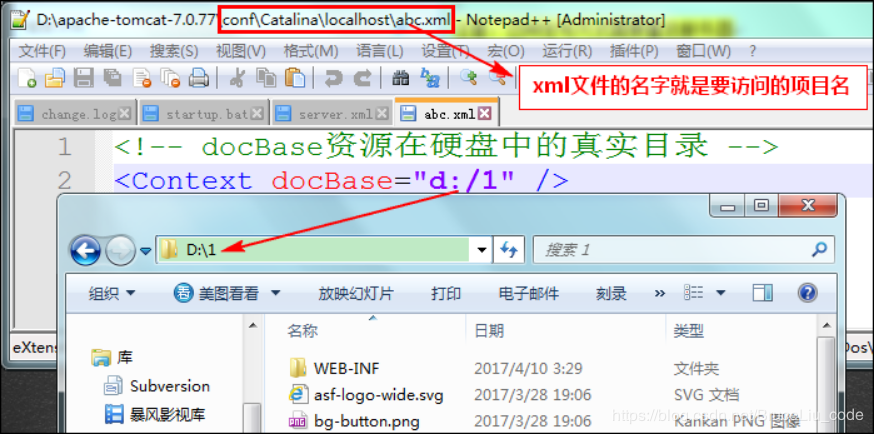 D:\apache-tomcat-7.0.77\conf\Catalina\localhost\abc.xml - Notepad++ [Administrator]
文件(F) 编辑(E) 搜索(S) 视图(V) 格式(M) 语言(L) 设置(T) 宏(O) 运行(R) 插件(P) 窗口(W) ?
xml文件的名字就是要访问的项目名
change.log startup.bat server.xml abc.xml
1 <!-- docBase资源在硬盘中的真实目录 -->
2 <Context docBase="d:/1" />
D:\1 搜索 1
组织 美图看看 放映幻灯片 打印 电子邮件 刻录 »
名称 日期 类型
库
WEB-INF 2017/4/10 3:29 文件夹
Subversion
asf-logo-wide.svg 2017/3/28 19:06 SVG 文档
暴风影视库
bg-button.png 2017/3/28 19:06 Kankan PNG 图像
eXtens
Dos\